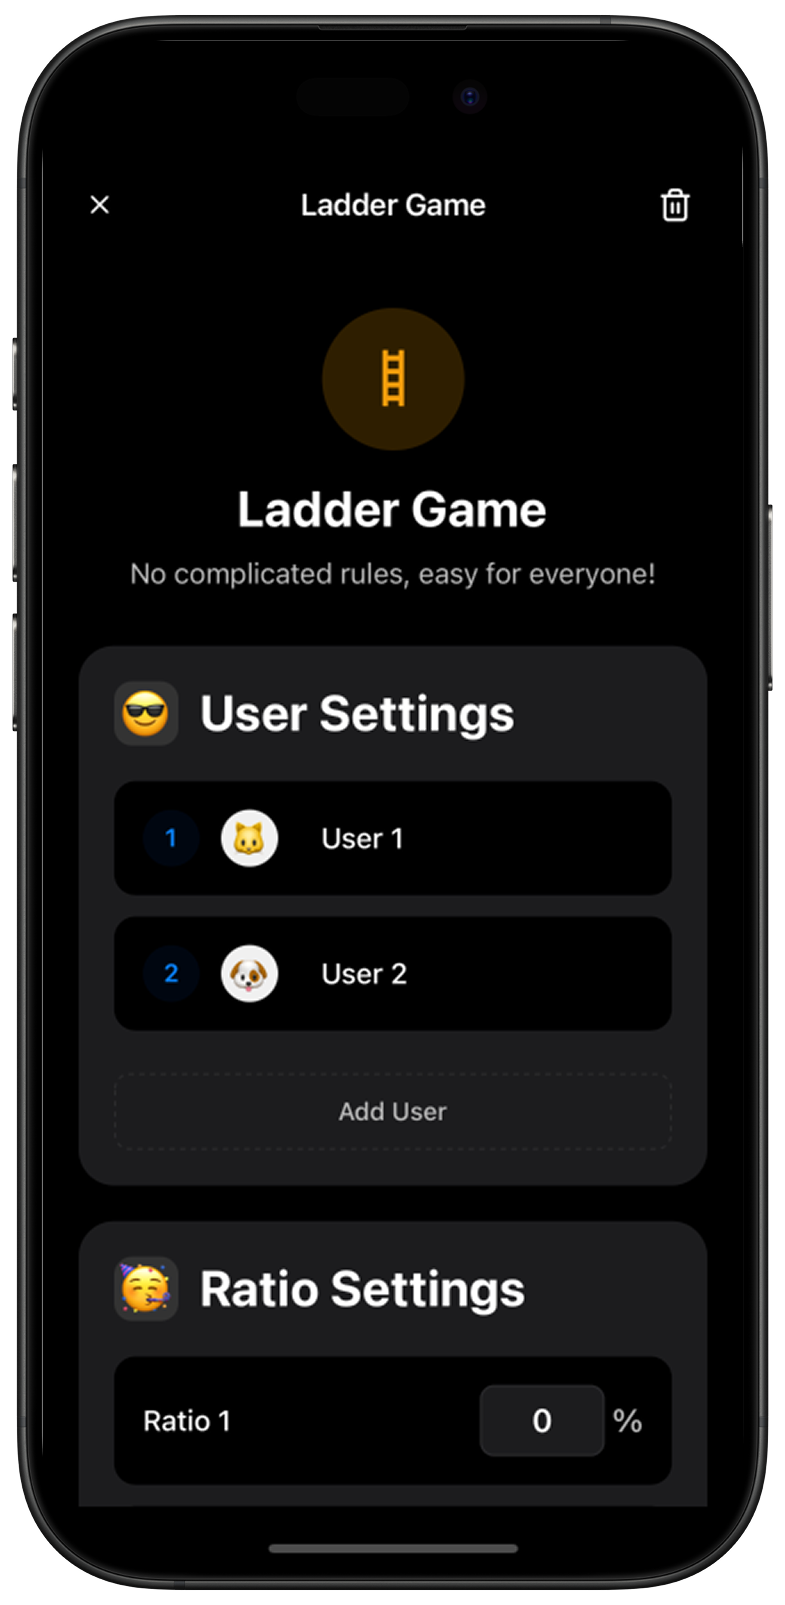 Ladder Game
Ladder Game
No complicated rules, easy for everyone!
User Settings
1 User 1
2 User 2
Add User
Ratio Settings
Ratio 1 0 %